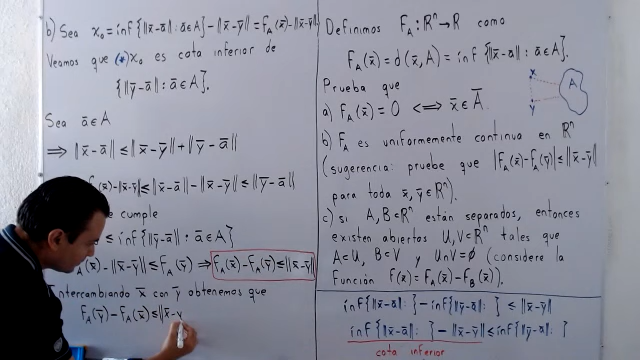 b) Sea x₀ = inf {‖x̄-ā‖ : ā∈A} - ‖x̄-ȳ‖ = F_A(x̄) - ‖x̄-ȳ‖
Veamos que (*) x₀ es cota inferior de
{‖ȳ-ā‖ : ā∈A}.
Sea ā∈A
⇒ ‖x̄-ā‖ ≤ ‖x̄-ȳ‖ + ‖ȳ-ā‖
-‖x̄-ȳ‖ ≤ ‖x̄-ā‖ - ‖x̄-ȳ‖ ≤ ‖ȳ-ā‖
se cumple
≤ inf {‖ȳ-ā‖ : ā∈A}
F_A(x̄) - ‖x̄-ȳ‖ ≤ F_A(ȳ) ⇒ F_A(x̄) - F_A(ȳ) ≤ ‖x̄-ȳ‖
Intercambiando x̄ con ȳ obtenemos que
F_A(ȳ) - F_A(x̄) ≤ ‖x̄-y
Definimos F_A : ℝⁿ → ℝ como
F_A(x̄) = d(x̄, A) = inf {‖x̄-ā‖ : ā∈A}.
Prueba que
x
A
y
a) F_A(x̄) = 0 ⇔ x̄ ∈ A̅.
b) F_A es uniformemente continua en ℝⁿ
(sugerencia: pruebe que |F_A(x̄) - F_A(ȳ)| ≤ ‖x̄-ȳ‖
para toda x̄, ȳ∈ℝⁿ).
c) si A, B⊂ℝⁿ están separados, entonces
existen abiertos U, V⊂ℝⁿ tales que
A⊂U, B⊂V y U∩V=∅ (considere la
función f(x̄) = F_A(x̄) - F_B(x̄)).
inf{‖x̄-ā‖ : } - inf{‖ȳ-ā‖ : } ≤ ‖x̄-ȳ‖
inf{‖x̄-ā‖ : } - ‖x̄-ȳ‖ ≤ inf{‖ȳ-ā‖ : }
cota inferior